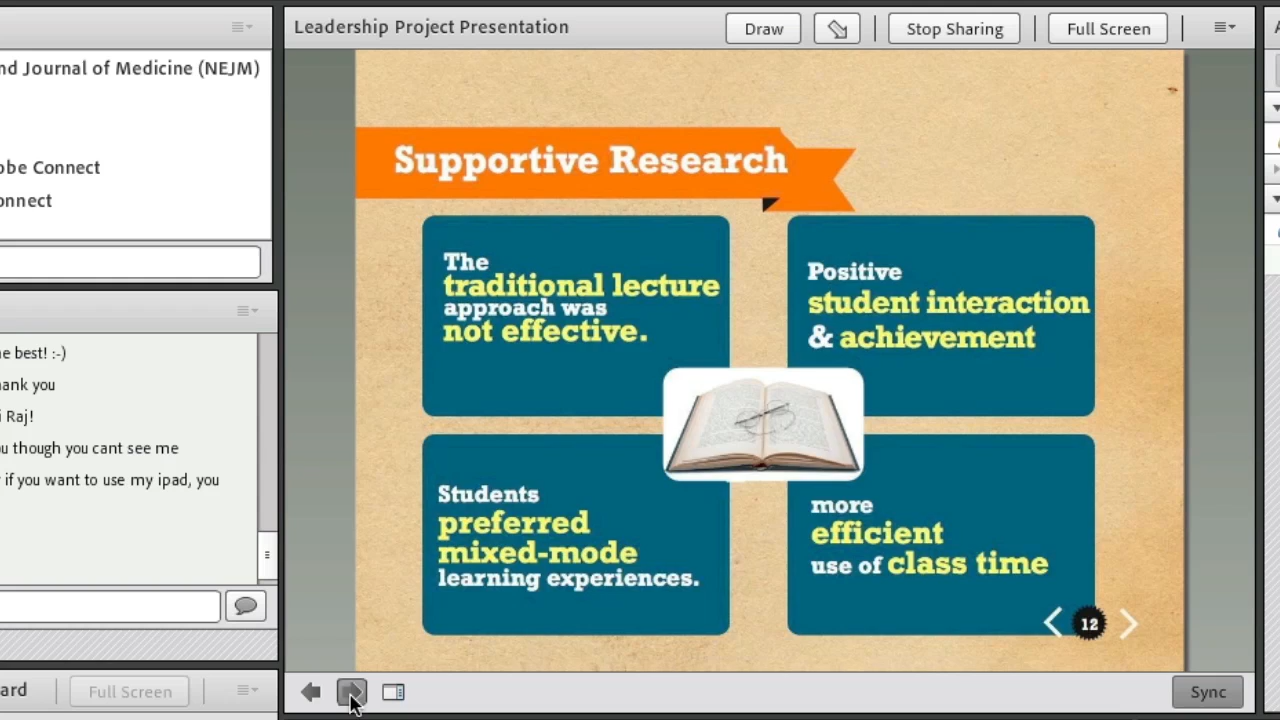 Leadership Project Presentation
Draw
Stop Sharing
Full Screen
nd Journal of Medicine (NEJM)
obe Connect
onnect
e best! :-)
ank you
i Raj!
u though you cant see me
if you want to use my ipad, you
ard
Full Screen
Supportive Research
The
traditional lecture
approach was
not effective.
Positive
student interaction
& achievement
Students
preferred
mixed-mode
learning experiences.
more
efficient
use of class time
12
Sync